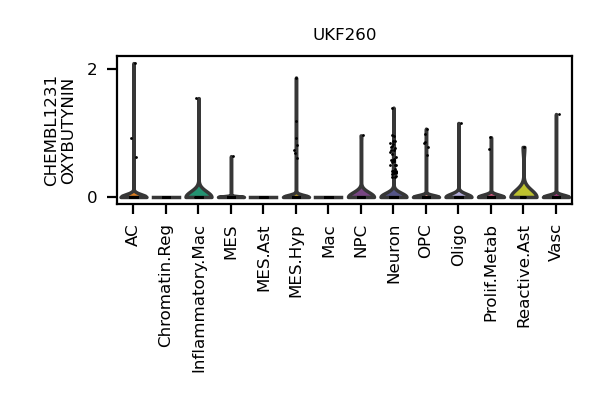 UKF260
CHEMBL1231
OXYBUTYNIN
2
0
AC
Chromatin.Reg
Inflammatory.Mac
MES
MES.Ast
MES.Hyp
Mac
NPC
Neuron
OPC
Oligo
Prolif.Metab
Reactive.Ast
Vasc